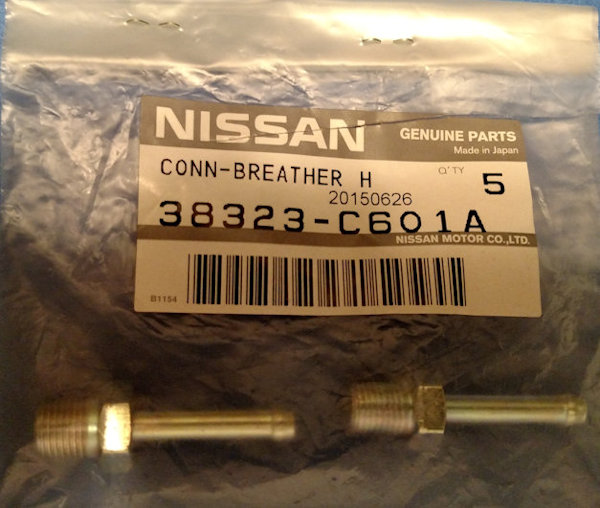 NISSAN
GENUINE PARTS
Made in Japan
CONN-BREATHER H
Q'TY 5
20150626
38323-C601A
NISSAN MOTOR CO.,LTD.
B1154